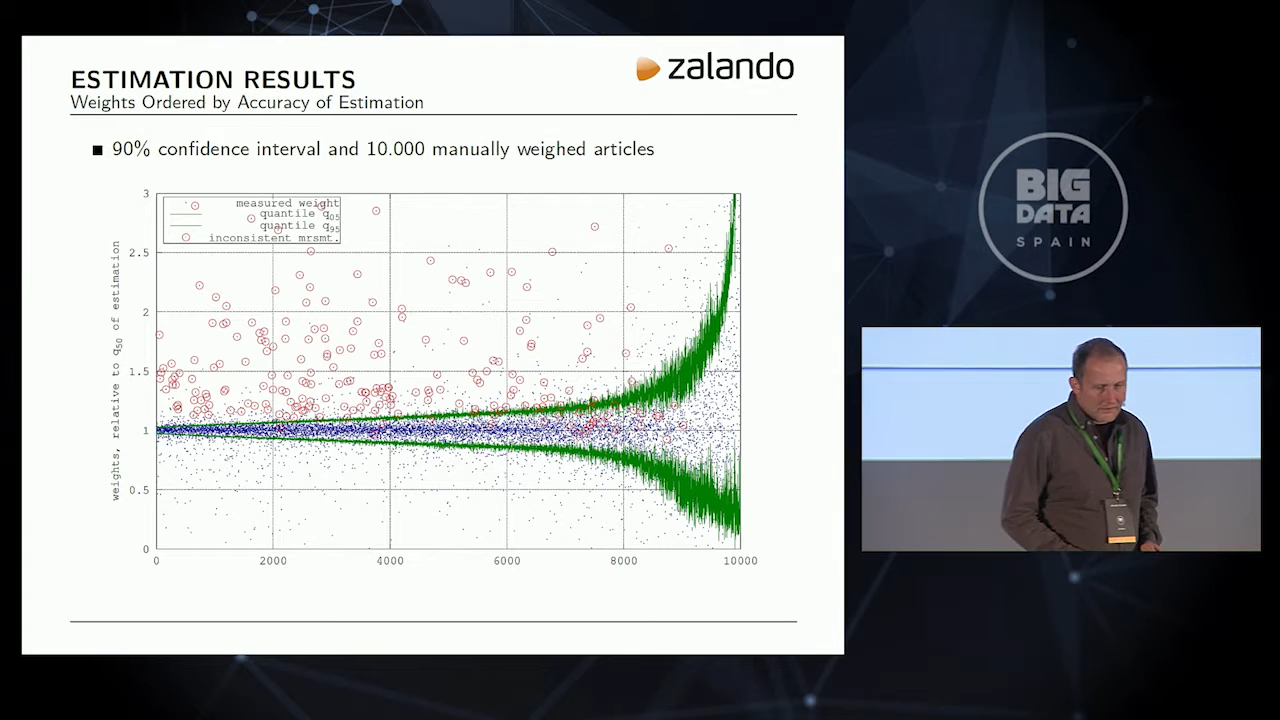 ESTIMATION RESULTS
zalando
Weights Ordered by Accuracy of Estimation
90% confidence interval and 10.000 manually weighed articles
3
2.5
2
1.5
1
0.5
0
weights, relative to q50 of estimation
measured weight
quantile q05
quantile q95
inconsistent mrsmt.
0
2000
4000
6000
8000
10000
BIG
DATA
SPAIN